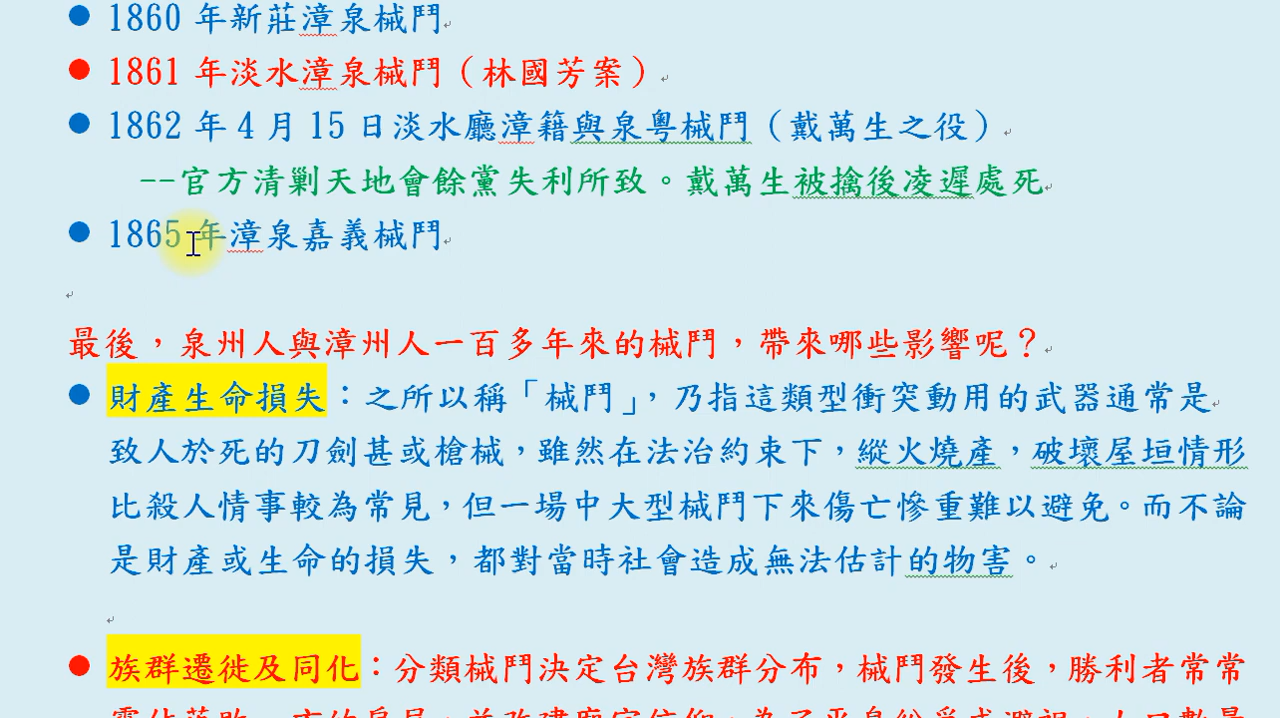 1860 年新莊漳泉械鬥
1861 年淡水漳泉械鬥（林國芳案）
1862 年 4 月 15 日淡水廳漳籍與泉粵械鬥（戴萬生之役）
--官方清剿天地會餘黨失利所致。戴萬生被擒後凌遲處死
1865 年漳泉嘉義械鬥
最後，泉州人與漳州人一百多年來的械鬥，帶來哪些影響呢？
財產生命損失：之所以稱「械鬥」，乃指這類型衝突動用的武器通常是
致人於死的刀劍甚或槍械，雖然在法治約束下，縱火燒產，破壞屋垣情形
比殺人情事較為常見，但一場中大型械鬥下來傷亡慘重難以避免。而不論
是財產或生命的損失，都對當時社會造成無法估計的物害。
族群遷徙及同化：分類械鬥決定台灣族群分布，械鬥發生後，勝利者常常